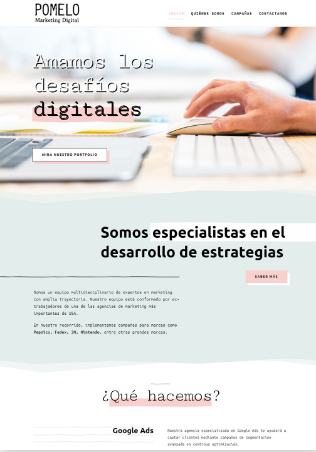 POMELO
Marketing Digital
QUIÉNES SOMOS
CAMPAÑAS
CONTACTANOS
Amamos los
desafíos
digitales
MIRA NUESTRO PORTFOLIO
Somos especialistas en el
desarrollo de estrategias
SABER MÁS
Somos un equipo multidisciplinario de expertos en marketing
con amplia trayectoria. Nuestro equipo está conformado por ex-
trabajadores de una de las agencias de marketing más
importantes de
En nuestro recorrido, implementamos campañas para marcas como
Pepsico, Fedex, 3M, Nintendo, entre otras grandes marcas.
¿Qué hacemos?
Google Ads
Nuestra agencia especializada en Google Ads te ayudará a
captar clientes mediante campañas de segmentación
avanzada en continua optimización.